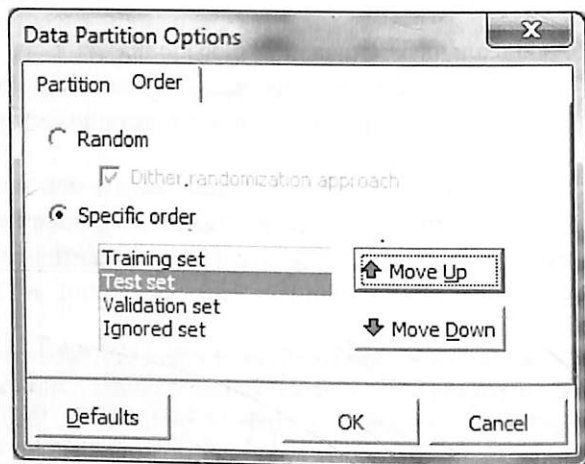 Data Partition Options
Partition Order
Random
Dither randomization approach
Specific order
Training set
Test set
Validation set
Ignored set
Move Up
Move Down
Defaults
OK
Cancel